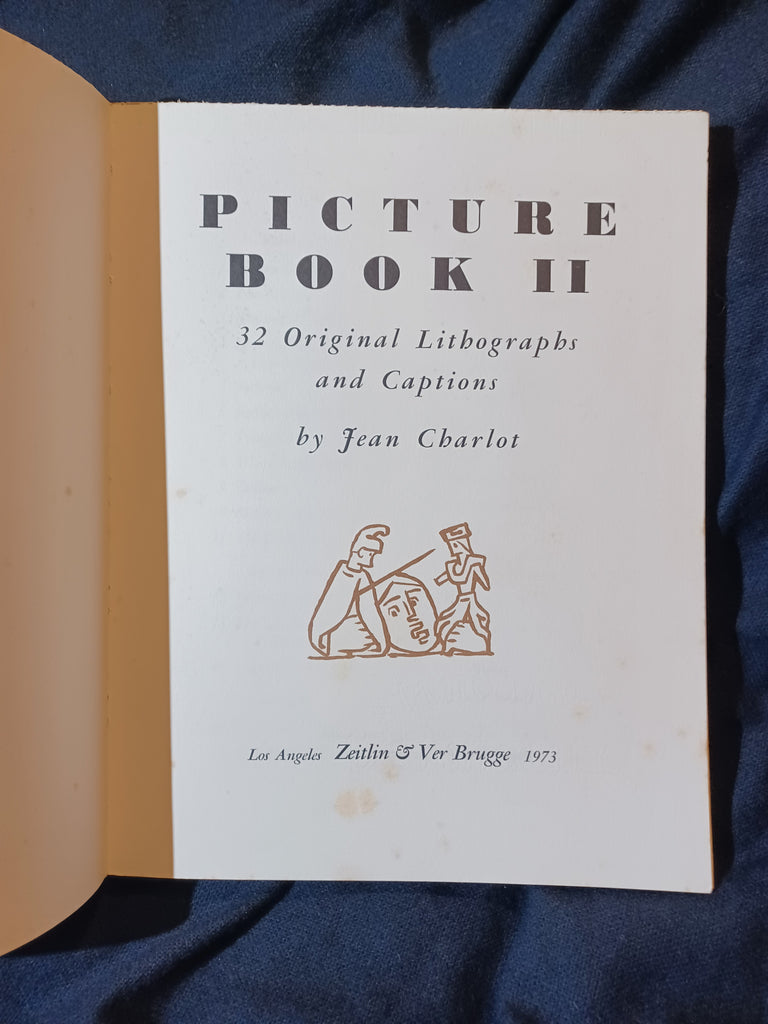 PICTURE
BOOK II
32 Original Lithographs
and Captions
by Jean Charlot
Los Angeles Zeitlin & Ver Brugge 1973